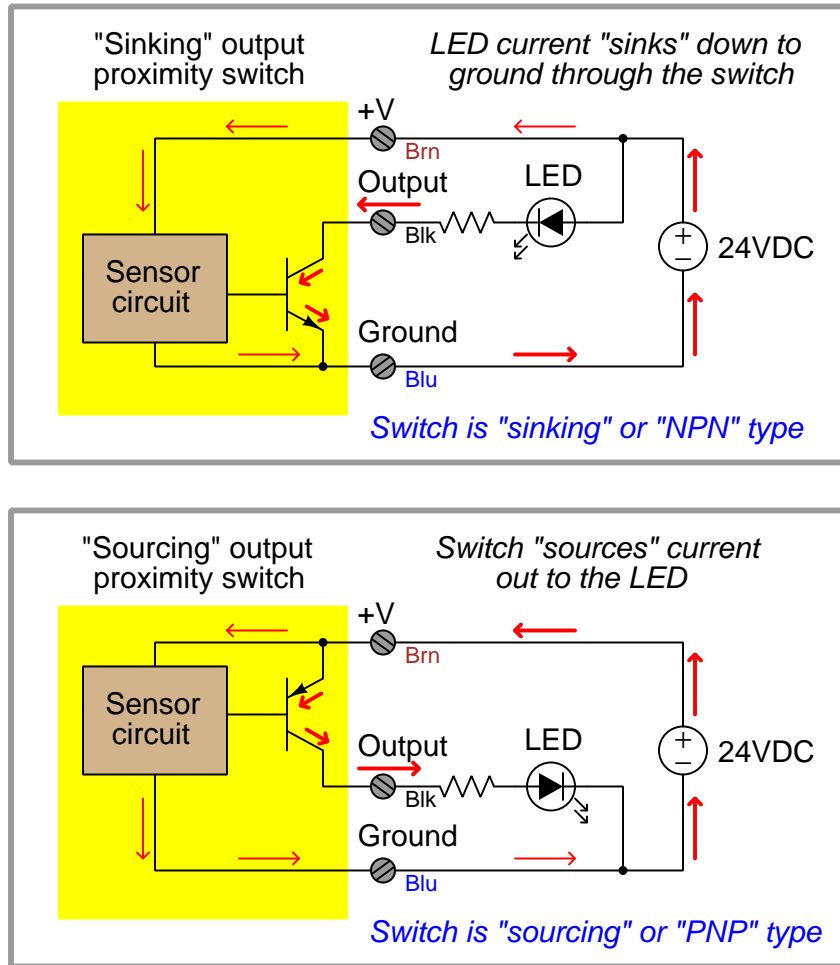 "Sinking" output
proximity switch
LED current "sinks" down to
ground through the switch
+V
Brn
Output
LED
Blk
24VDC
+
−
Sensor
circuit
Ground
Blu
Switch is "sinking" or "NPN" type
"Sourcing" output
proximity switch
Switch "sources" current
out to the LED
+V
Brn
Sensor
circuit
Output
LED
Blk
24VDC
+
−
Ground
Blu
Switch is "sourcing" or "PNP" type